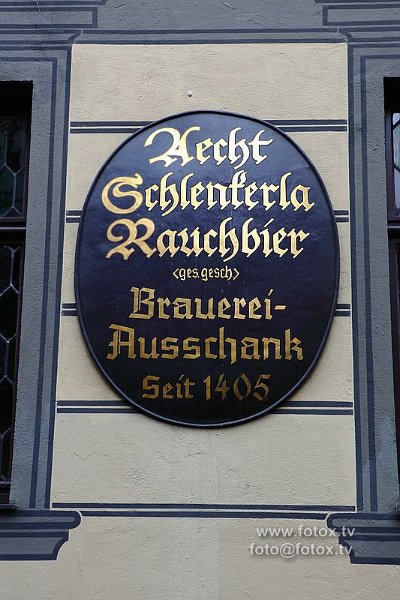 Aecht
Schlenkerla
Rauchbier
<ges.gesch>
Brauerei-
Ausschank
Seit 1405
www.fotox.tv
foto@fotox.tv